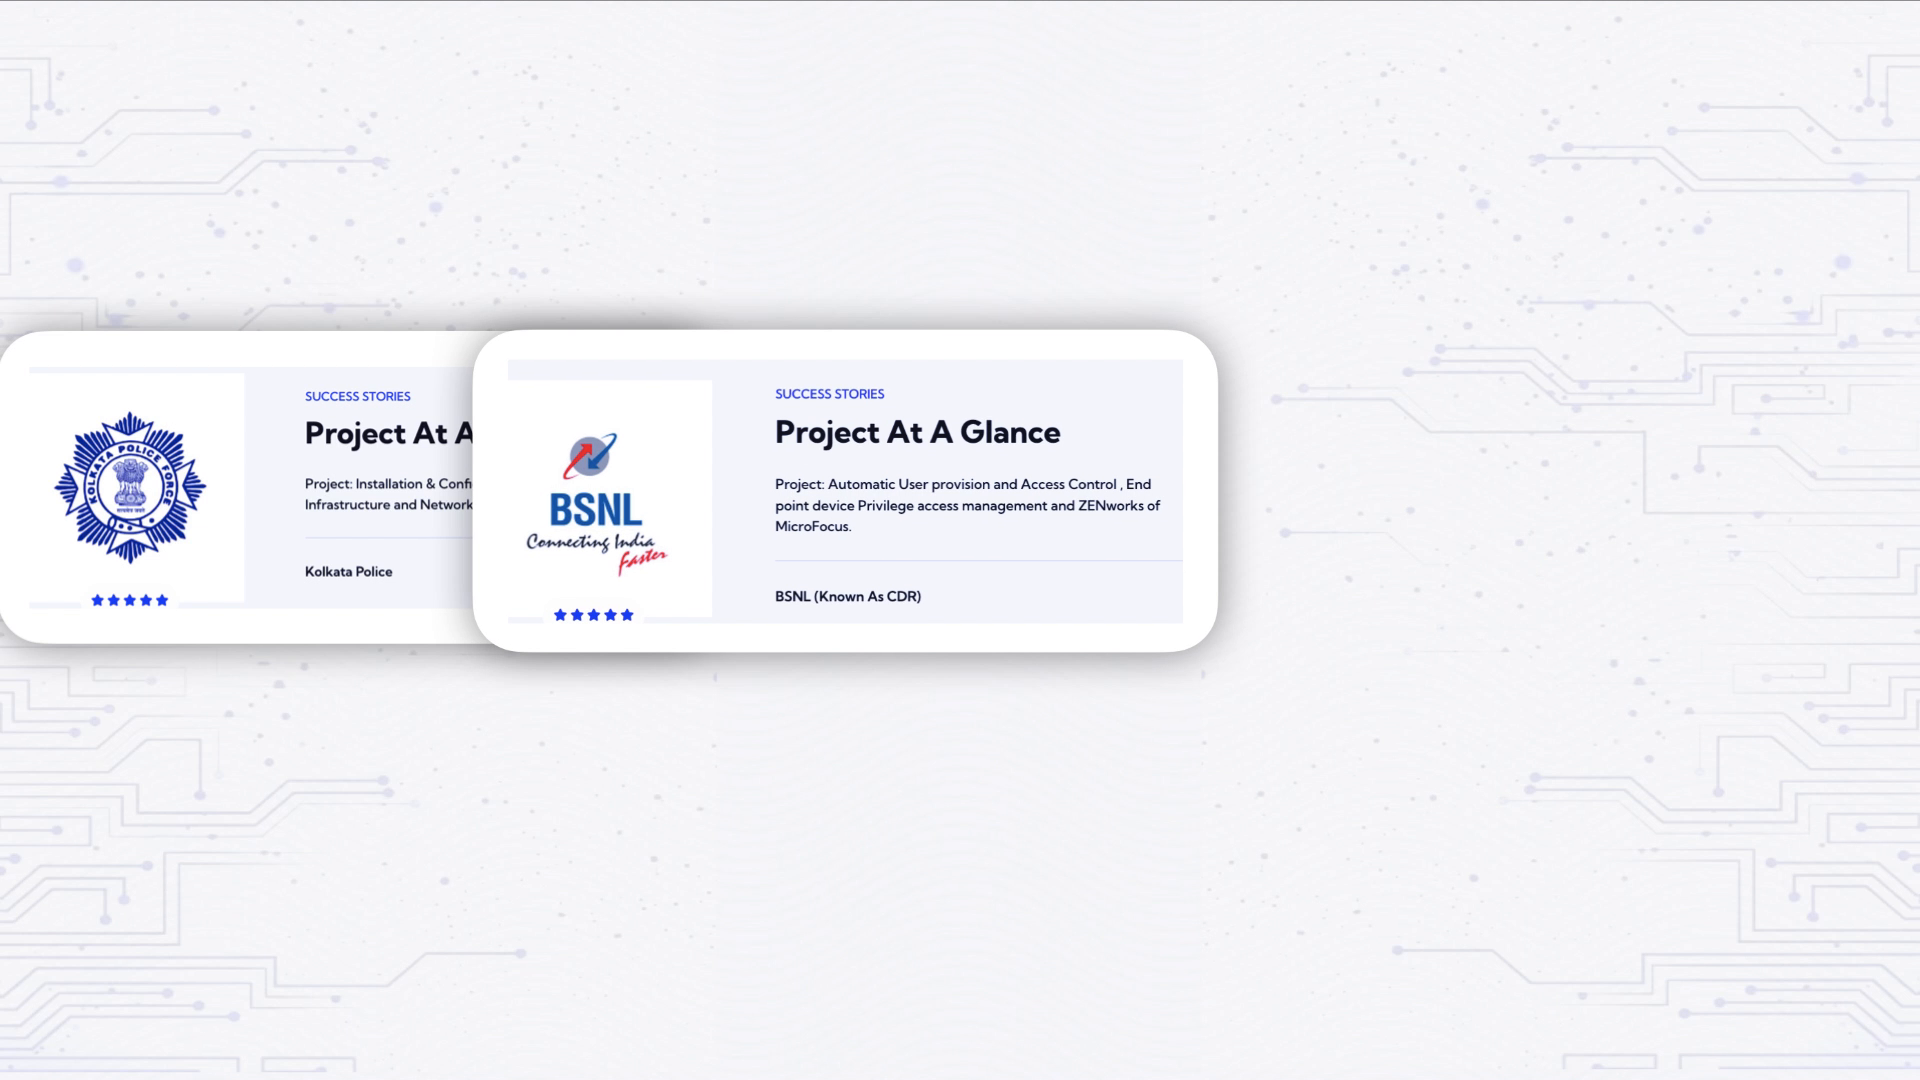 KOLKATA POLICE FORCE
SUCCESS STORIES
Project At A
Project: Installation & Confi
Infrastructure and Network
Kolkata Police
BSNL
Connecting India
faster
SUCCESS STORIES
Project At A Glance
Project: Automatic User provision and Access Control , End
point device Privilege access management and ZENworks of
MicroFocus.
BSNL (Known As CDR)